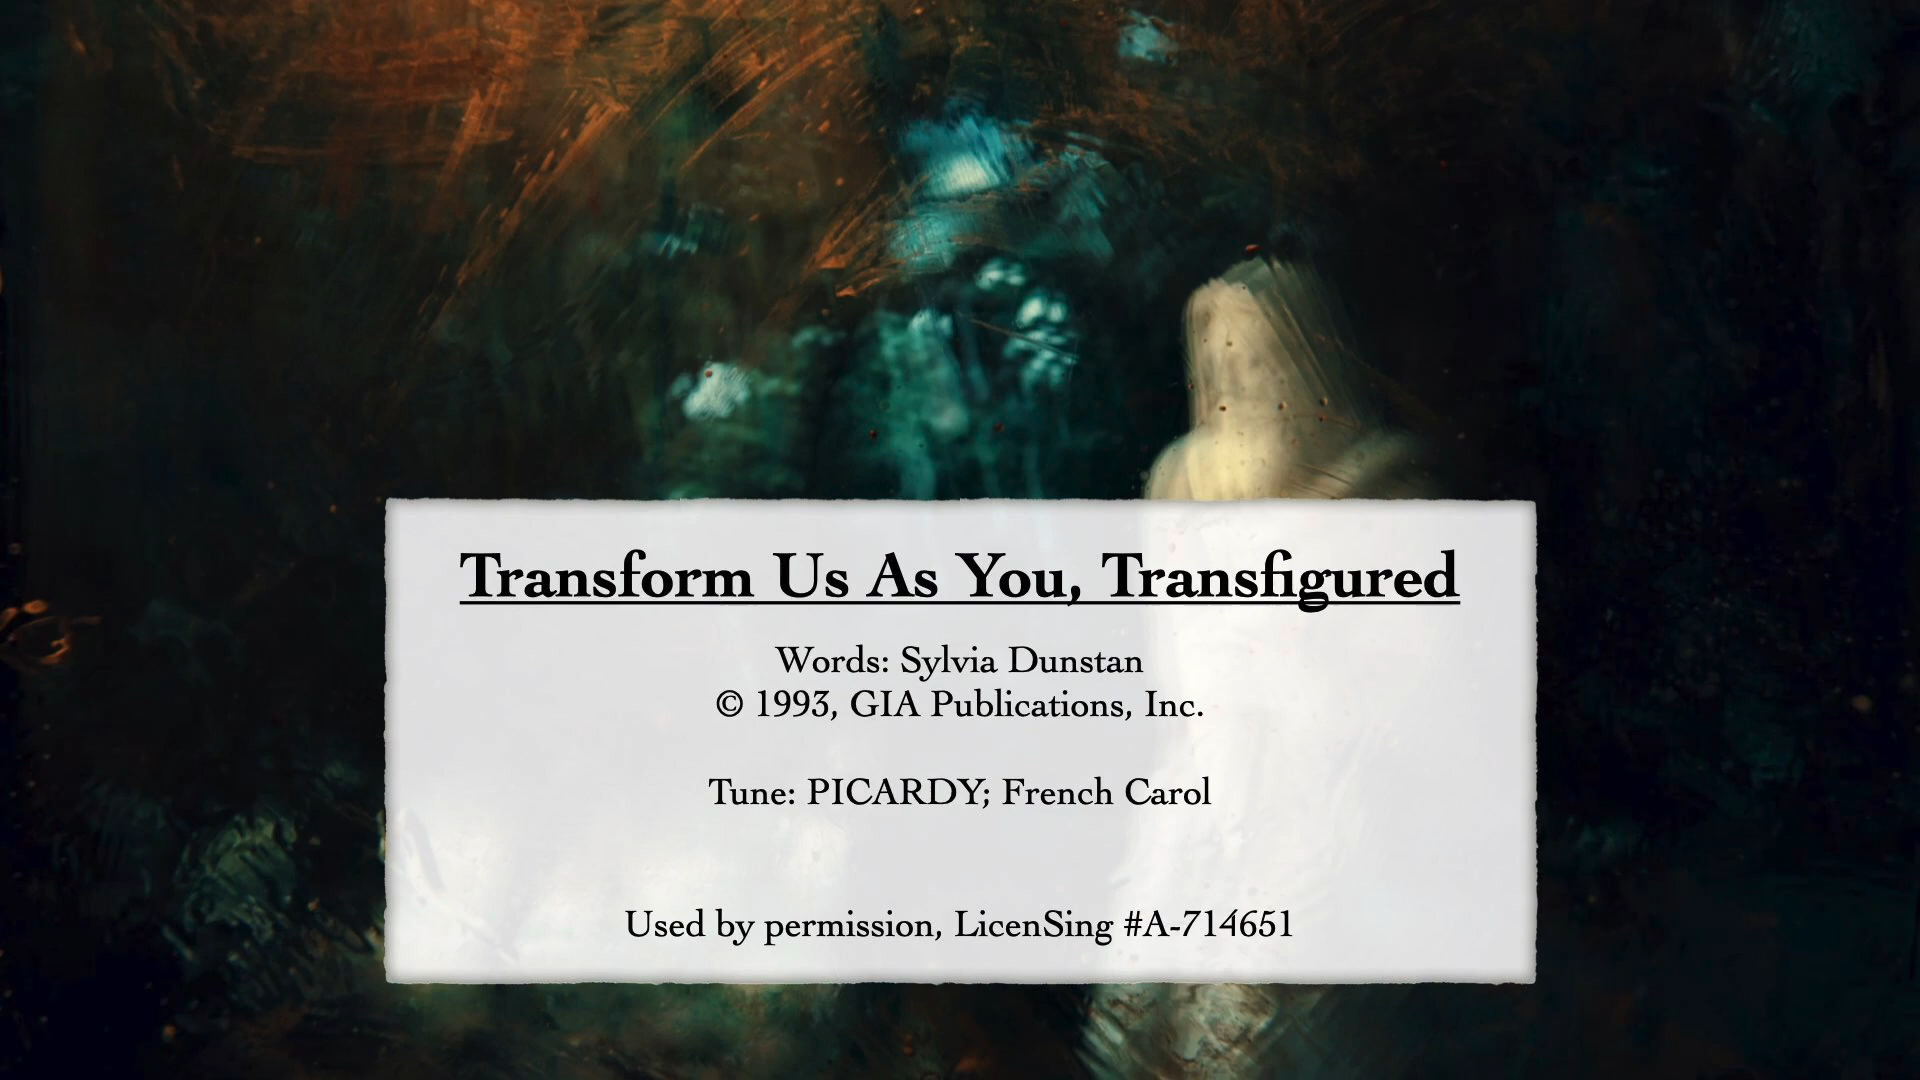 Transform Us As You, Transfigured
Words: Sylvia Dunstan
© 1993, GIA Publications, Inc.
Tune: PICARDY; French Carol
Used by permission, LicenSing #A-714651